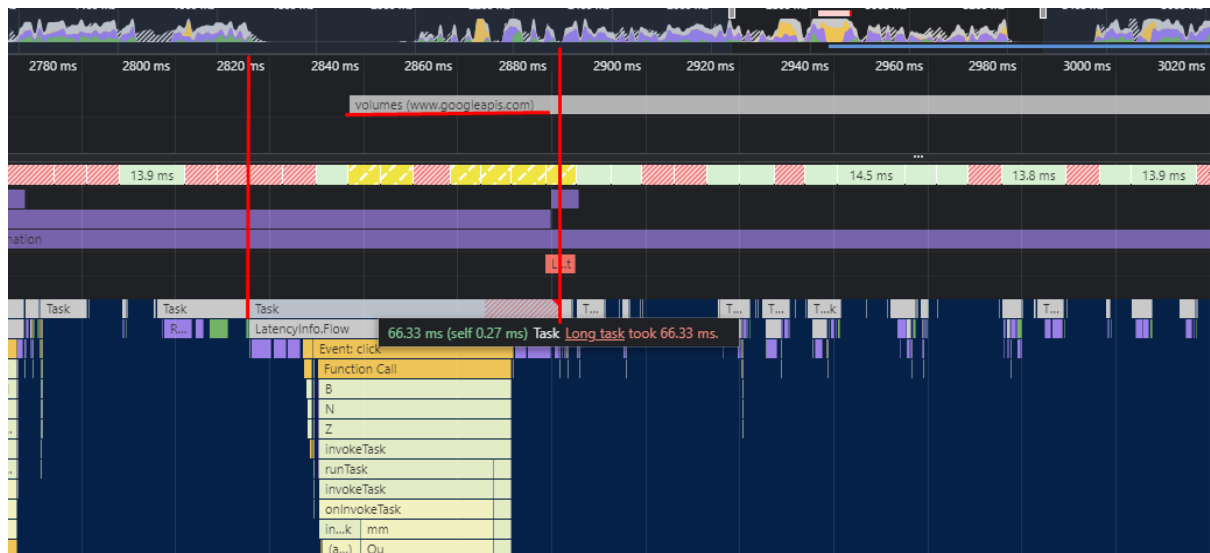 2780 ms 2800 ms 2820 ms 2840 ms 2860 ms 2880 ms 2900 ms 2920 ms 2940 ms 2960 ms 2980 ms 3000 ms 3020 ms
volumes (www.googleapis.com)
...
13.9 ms 14.5 ms 13.8 ms 13.9 ms
nation
L...t
Task Task Task T... T... T... T...k T...
R... LatencyInfo.Flow 66.33 ms (self 0.27 ms) Task Long task took 66.33 ms.
Event: click
Function Call
B
N
Z
invokeTask
runTask
invokeTask
onInvokeTask
in...k mm
(a...) Ou